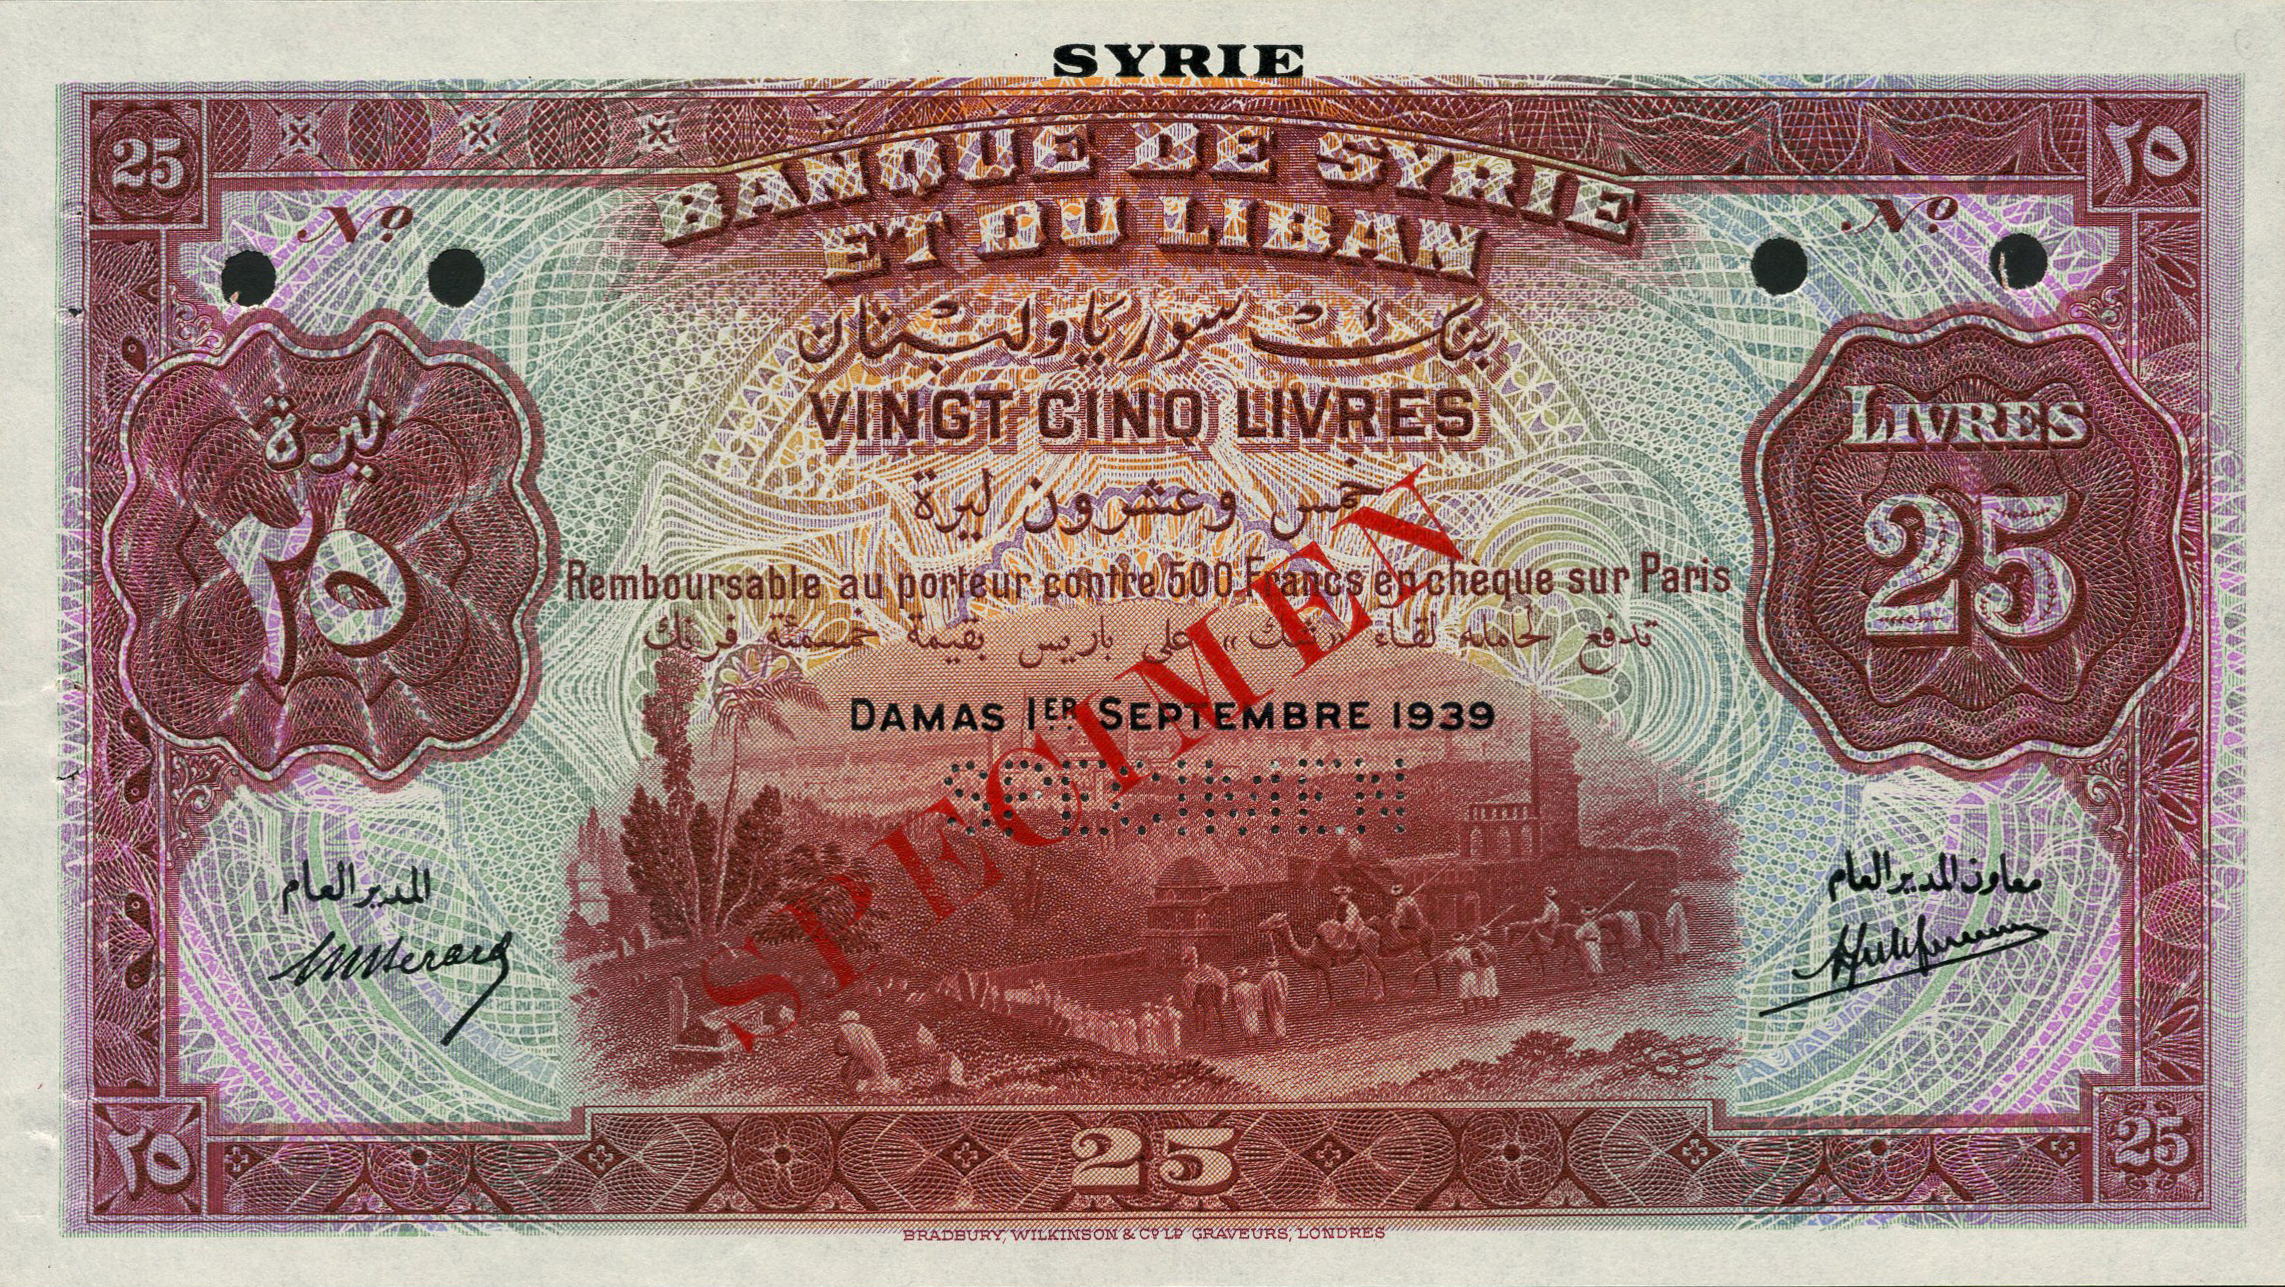 SYRIE
25
٢٥
BANQUE DE SYRIE
ET DU LIBAN
Nº
Nº
بنك سوريا ولبنان
VINGT CINQ LIVRES
ليرة
٢٥
LIVRES
25
خمس وعشرون ليرة
Remboursable au porteur contre 500 Francs en chèque sur Paris
تدفع لحامله لقاء «شك» على باريس بقيمة خمسمئة فرنك
DAMAS 1ER SEPTEMBRE 1939
SPECIMEN
SPECIMEN
المدير العام
معاون المدير العام
٢٥
25
25
BRADBURY, WILKINSON & Cº Lᴰ GRAVEURS, LONDRES